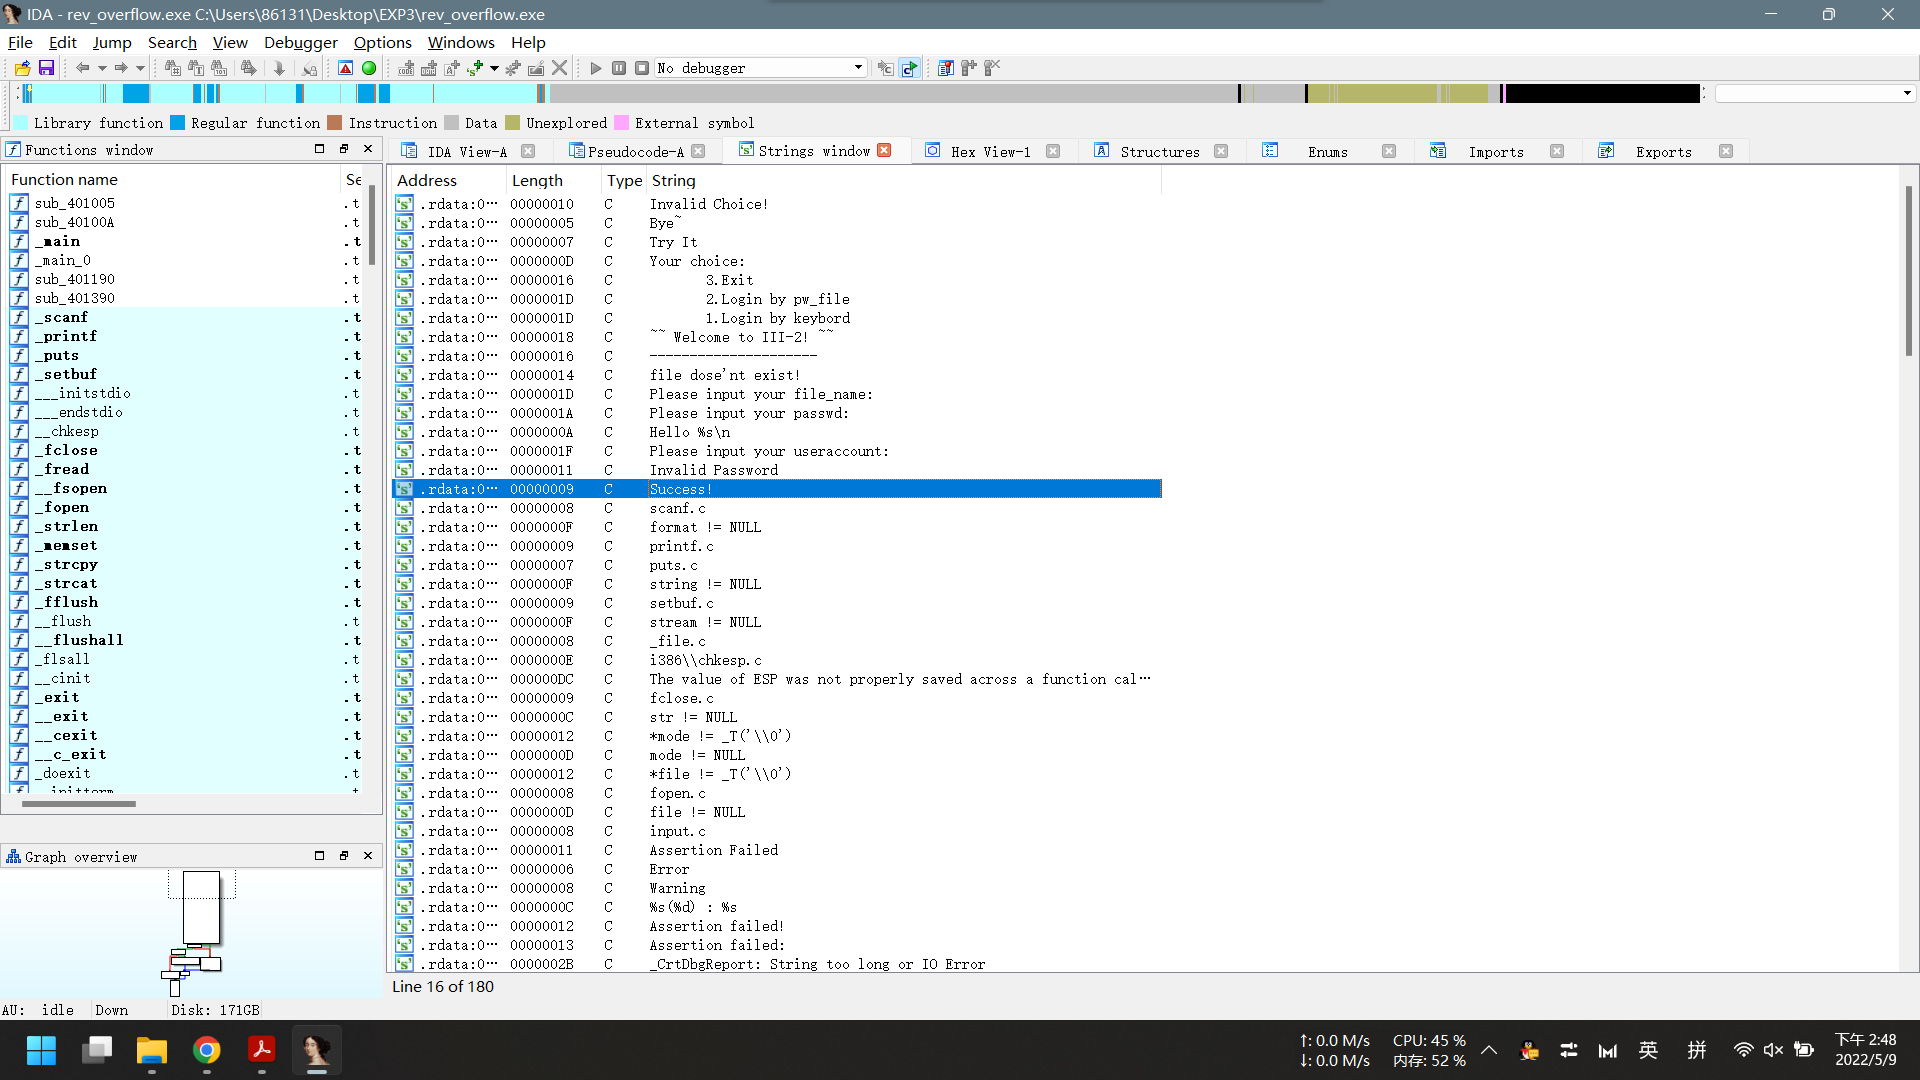 IDA - rev_overflow.exe C:\Users\86131\Desktop\EXP3\rev_overflow.exe
File Edit Jump Search View Debugger Options Windows Help
No debugger
Library function Regular function Instruction Data Unexplored External symbol
Functions window
IDA View-A Pseudocode-A Strings window Hex View-1 Structures Enums Imports Exports
Function name Se
sub_401005 .t
sub_40100A .t
_main .t
_main_0 .t
sub_401190 .t
sub_401390 .t
_scanf .t
_printf .t
_puts .t
_setbuf .t
___initstdio .t
___endstdio .t
__chkesp .t
_fclose .t
_fread .t
__fsopen .t
_fopen .t
_strlen .t
_memset .t
_strcpy .t
_strcat .t
_fflush .t
__flush .t
__flushall .t
_flsall .t
__cinit .t
_exit .t
__exit .t
__cexit .t
__c_exit .t
_doexit .t
__initterm .t
Address Length Type String
.rdata:0… 00000010 C Invalid Choice!
.rdata:0… 00000005 C Bye~
.rdata:0… 00000007 C Try It
.rdata:0… 0000000D C Your choice:
.rdata:0… 00000016 C 3.Exit
.rdata:0… 0000001D C 2.Login by pw_file
.rdata:0… 0000001D C 1.Login by keybord
.rdata:0… 00000018 C ~~ Welcome to III-2! ~~
.rdata:0… 00000016 C ---------------------
.rdata:0… 00000014 C file dose'nt exist!
.rdata:0… 0000001D C Please input your file_name:
.rdata:0… 0000001A C Please input your passwd:
.rdata:0… 0000000A C Hello %s\n
.rdata:0… 0000001F C Please input your useraccount:
.rdata:0… 00000011 C Invalid Password
.rdata:0… 00000009 C Success!
.rdata:0… 00000008 C scanf.c
.rdata:0… 0000000F C format != NULL
.rdata:0… 00000009 C printf.c
.rdata:0… 00000007 C puts.c
.rdata:0… 0000000F C string != NULL
.rdata:0… 00000009 C setbuf.c
.rdata:0… 0000000F C stream != NULL
.rdata:0… 00000008 C _file.c
.rdata:0… 0000000E C i386\\chkesp.c
.rdata:0… 000000DC C The value of ESP was not properly saved across a function cal…
.rdata:0… 00000009 C fclose.c
.rdata:0… 0000000C C str != NULL
.rdata:0… 00000012 C *mode != _T('\\0')
.rdata:0… 0000000D C mode != NULL
.rdata:0… 00000012 C *file != _T('\\0')
.rdata:0… 00000008 C fopen.c
.rdata:0… 0000000D C file != NULL
.rdata:0… 00000008 C input.c
.rdata:0… 00000011 C Assertion Failed
.rdata:0… 00000006 C Error
.rdata:0… 00000008 C Warning
.rdata:0… 0000000C C %s(%d) : %s
.rdata:0… 00000012 C Assertion failed!
.rdata:0… 00000013 C Assertion failed:
.rdata:0… 0000002B C _CrtDbgReport: String too long or IO Error
Line 16 of 180
Graph overview
AU: idle Down Disk: 171GB
↑: 0.0 M/s CPU: 45 %
↓: 0.0 M/s 内存: 52 %
英 拼
下午 2:48
2022/5/9